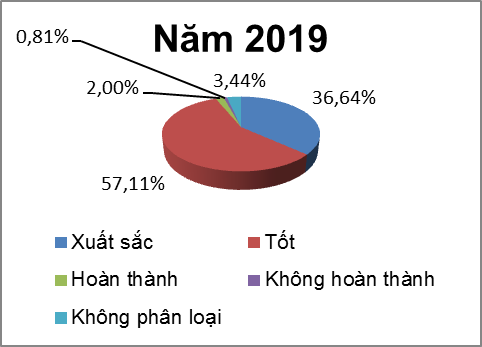 Năm 2019
0,81%
2,00%
3,44%
36,64%
57,11%
Xuất sắc
Tốt
Hoàn thành
Không hoàn thành
Không phân loại